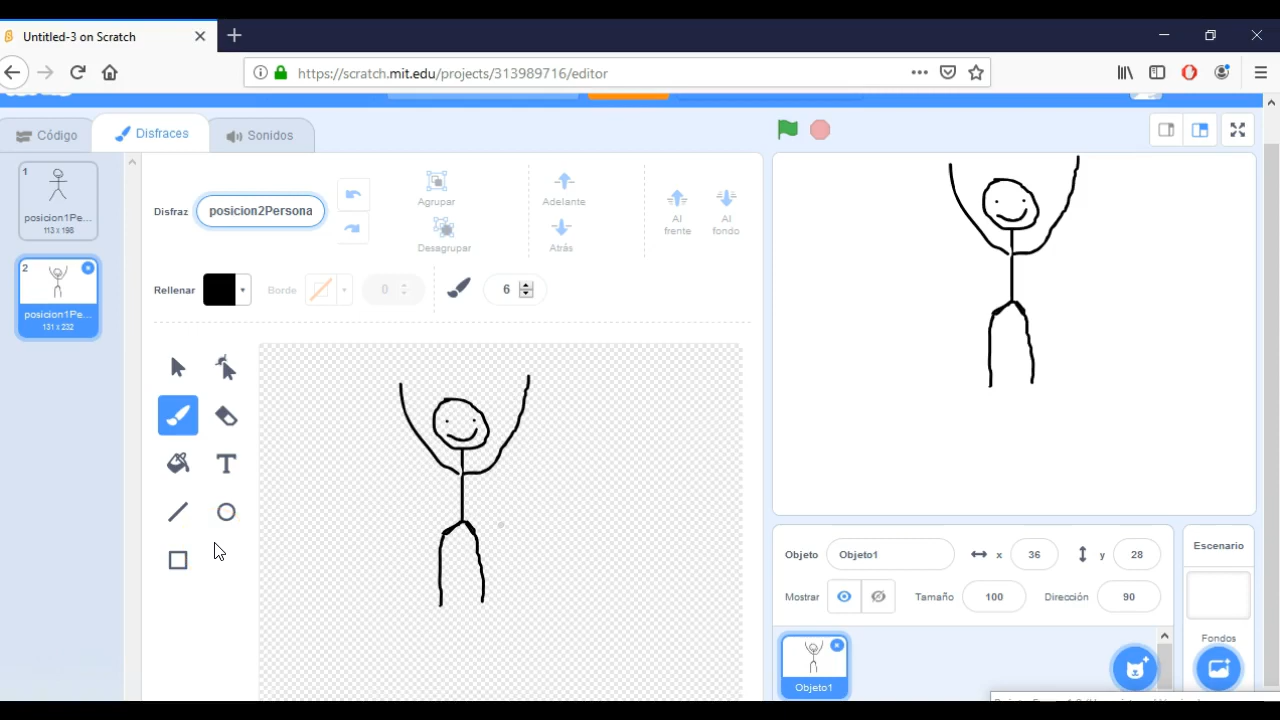 Untitled-3 on Scratch
https://scratch.mit.edu/projects/313989716/editor
Código
Disfraces
Sonidos
1
posicion1Pe...
113 x 198
2
posicion1Pe...
131 x 232
Disfraz
posicion2Persona
Agrupar
Desagrupar
Adelante
Atrás
Al frente
Al fondo
Rellenar
Borde
0
6
Objeto
Objeto1
x
36
y
28
Mostrar
Tamaño
100
Dirección
90
Objeto1
Escenario
Fondos